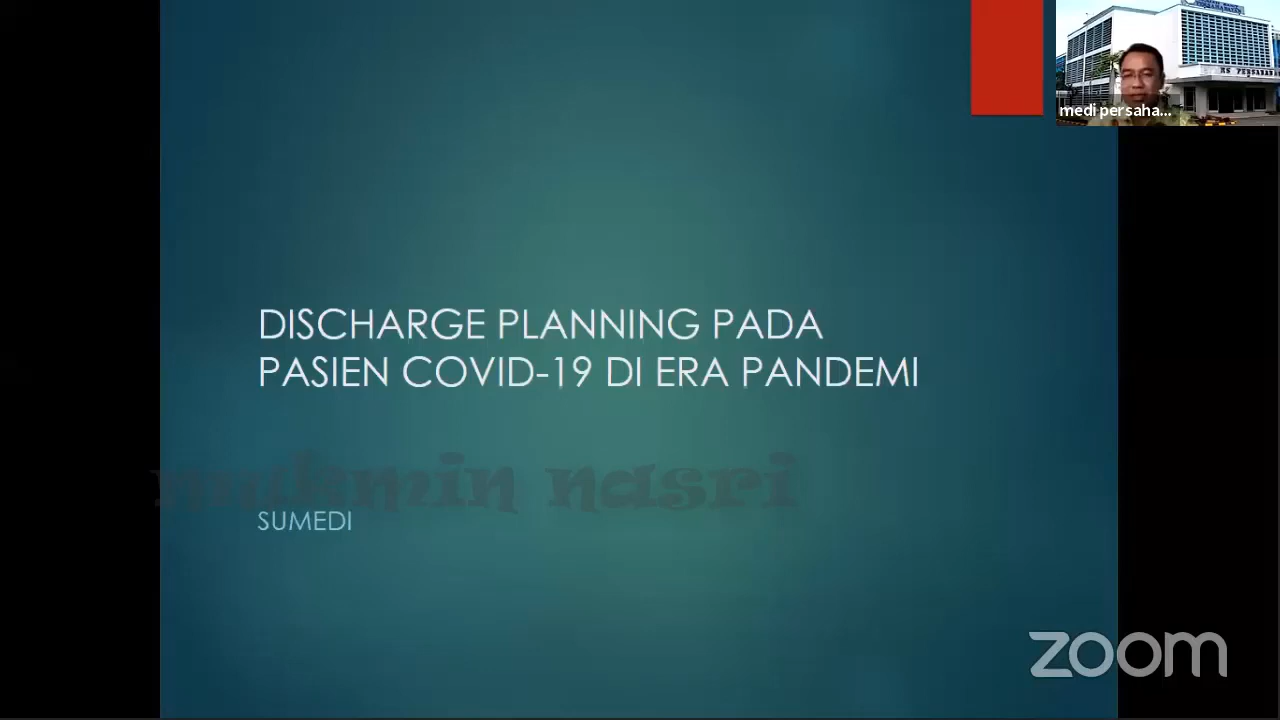 DISCHARGE PLANNING PADA
PASIEN COVID-19 DI ERA PANDEMI
mukmin nasri
SUMEDI
medi persaha...
zoom